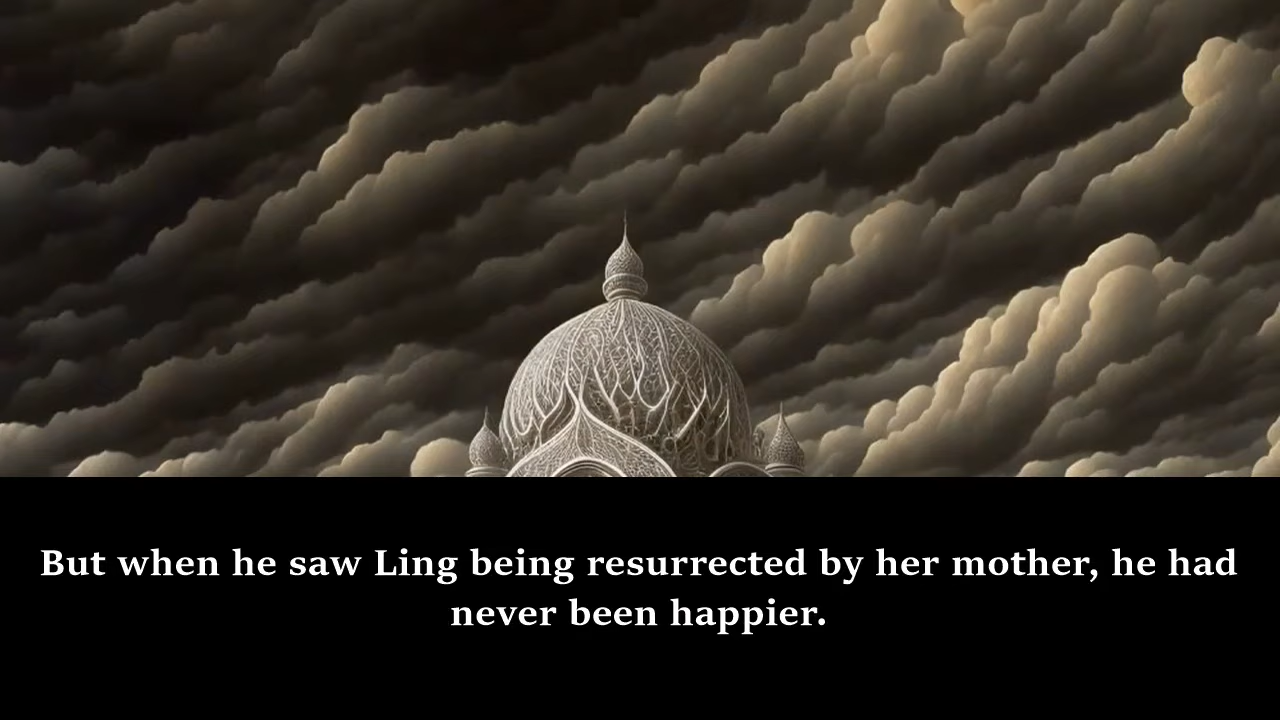 But when he saw Ling being resurrected by her mother, he had
never been happier.